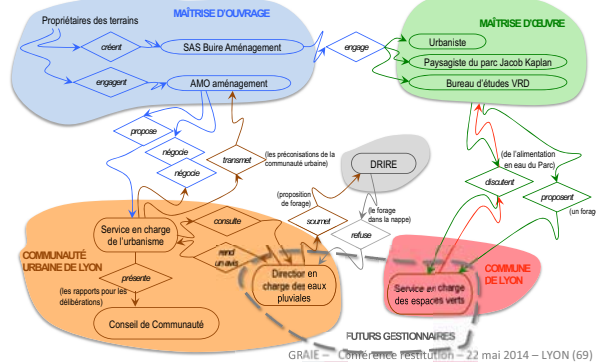 MAÎTRISE D'OUVRAGE
Propriétaires des terrains
créent
SAS Buire Aménagement
engagent
AMO aménagement
engage
MAÎTRISE D'ŒUVRE
Urbaniste
Paysagiste du parc Jacob Kaplan
Bureau d'études VRD
propose
négocie
négocie
transmet
(les préconisations de la
communauté urbaine)
DRIRE
(proposition
de forage)
soumet
(le forage
dans la nappe)
refuse
(de l'alimentation
en eau du Parc)
discutent
proposent
(un forag
Service en charge
de l'urbanisme
consulte
rend
un avis
COMMUNAUTÉ
URBAINE DE LYON
présente
(les rapports pour les
délibérations)
Conseil de Communauté
Direction en
charge des eaux
pluviales
Service en charge
des espaces verts
COMMUNE
DE LYON
FUTURS GESTIONNAIRES
GRAIE – Conférence restitution – 22 mai 2014 – LYON (69)